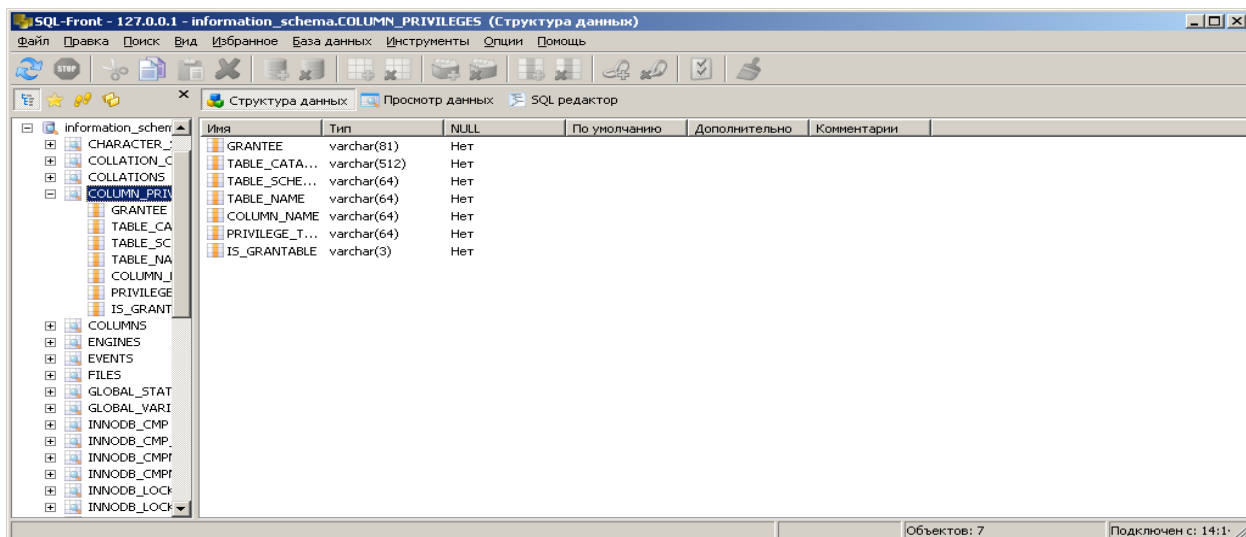 SQL-Front - 127.0.0.1 - information_schema.COLUMN_PRIVILEGES (Структура данных)
Файл Правка Поиск Вид Избранное База данных Инструменты Опции Помощь
STOP
Структура данных Просмотр данных SQL редактор
information_schem
CHARACTER_
COLLATION_C
COLLATIONS
COLUMN_PRIV
GRANTEE
TABLE_CA
TABLE_SC
TABLE_NA
COLUMN_
PRIVILEGE
IS_GRANT
COLUMNS
ENGINES
EVENTS
FILES
GLOBAL_STAT
GLOBAL_VARI
INNODB_CMP
INNODB_CMP_
INNODB_CMP
INNODB_CMP
INNODB_LOCK
INNODB_LOCK
Имя Тип NULL По умолчанию Дополнительно Комментарии
GRANTEE varchar(81) Нет
TABLE_CATA... varchar(512) Нет
TABLE_SCHE... varchar(64) Нет
TABLE_NAME varchar(64) Нет
COLUMN_NAME varchar(64) Нет
PRIVILEGE_T... varchar(64) Нет
IS_GRANTABLE varchar(3) Нет
Объектов: 7 Подключен с: 14:1